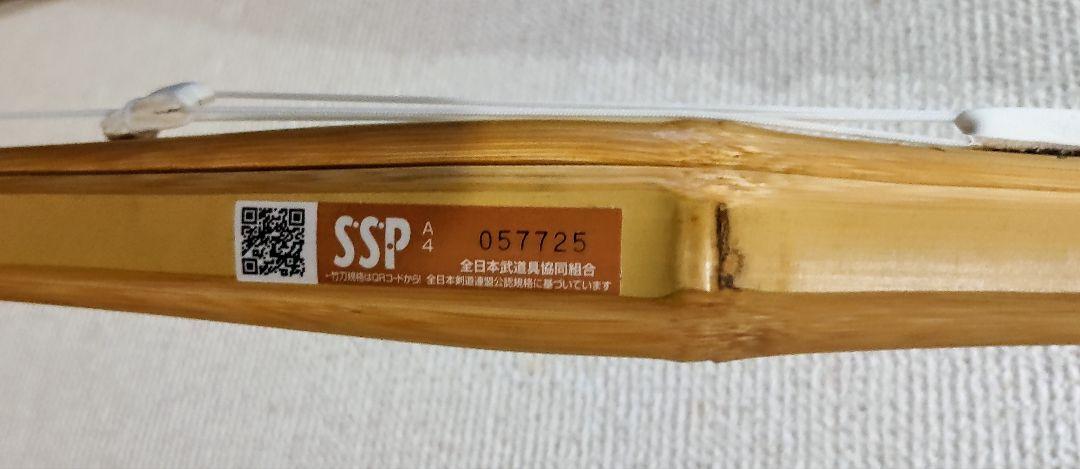 SSP A4 057725
全日本武道具協同組合
←竹刀規格はQRコードから! 全日本剣道連盟公認規格に基づいています